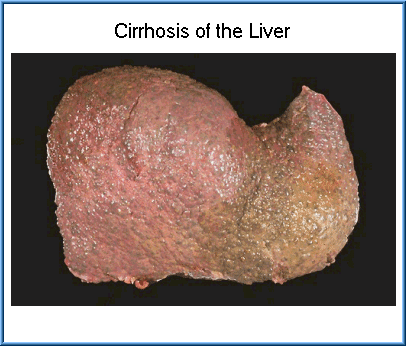 Cirrhosis of the Liver